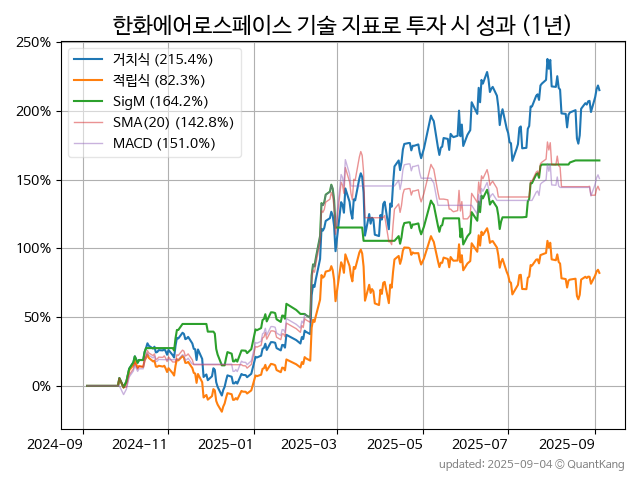 한화에어로스페이스 기술 지표로 투자 시 성과 (1년)
250%
200%
150%
100%
50%
0%
거치식 (215.4%)
적립식 (82.3%)
SigM (164.2%)
SMA(20) (142.8%)
MACD (151.0%)
2024-09
2024-11
2025-01
2025-03
2025-05
2025-07
2025-09
updated: 2025-09-04 © QuantKang